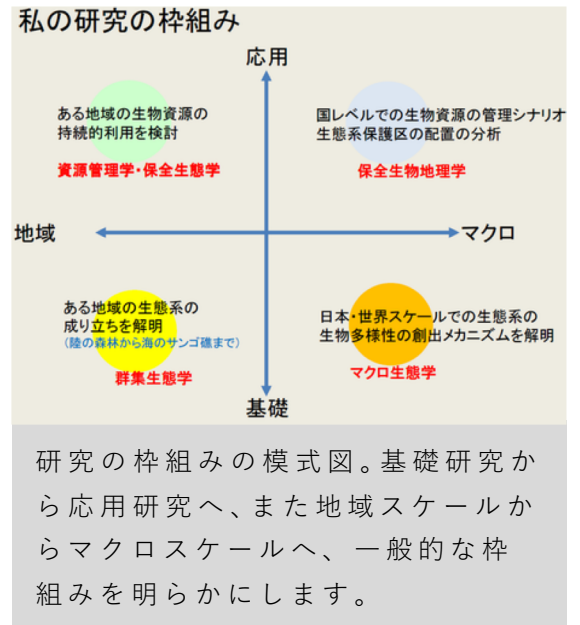 私の研究の枠組み
応用
ある地域の生物資源の
持続的利用を検討
資源管理学・保全生態学
国レベルでの生物資源の管理シナリオ
生態系保護区の配置の分析
保全生物地理学
地域
マクロ
ある地域の生態系の
成り立ちを解明
(陸の森林から海のサンゴ礁まで)
群集生態学
日本・世界スケールでの生態系の
生物多様性の創出メカニズムを解明
マクロ生態学
基礎
研究の枠組みの模式図。基礎研究か
ら応用研究へ、また地域スケールか
らマクロスケールへ、一般的な枠
組みを明らかにします。